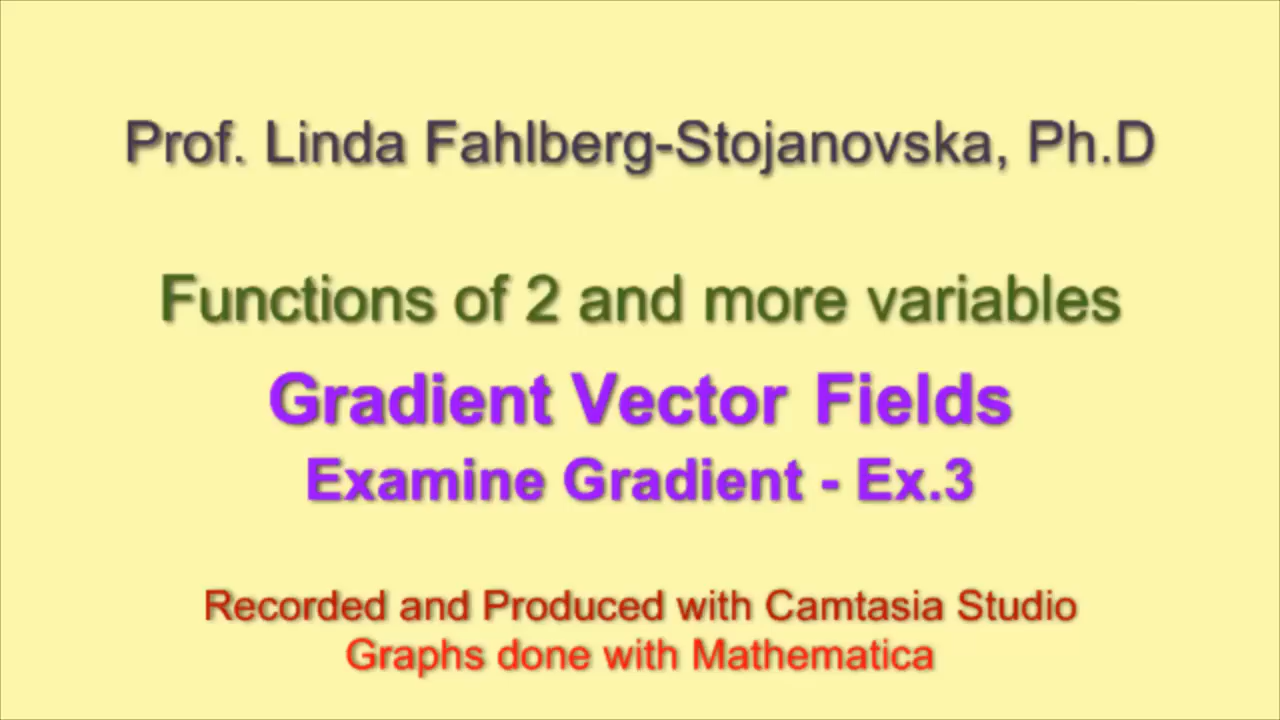 Prof. Linda Fahlberg-Stojanovska, Ph.D
Functions of 2 and more variables
Gradient Vector Fields
Examine Gradient - Ex.3
Recorded and Produced with Camtasia Studio
Graphs done with Mathematica